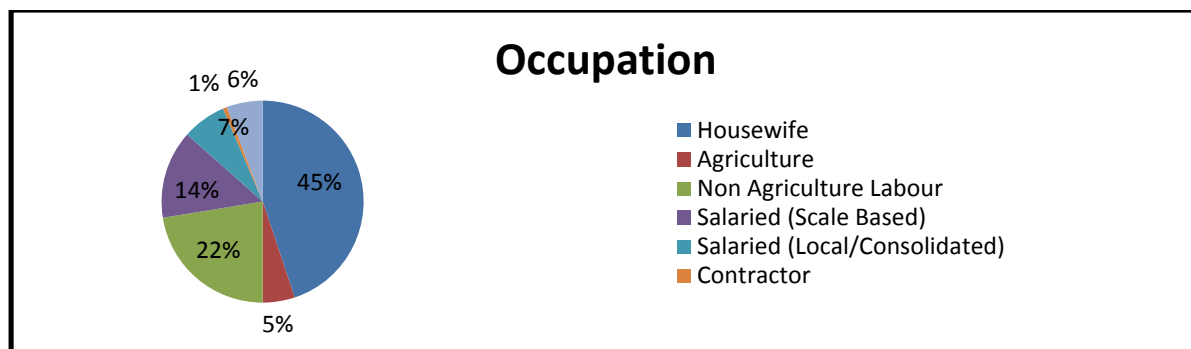 Occupation
1% 6%
7%
45%
14%
22%
5%
Housewife
Agriculture
Non Agriculture Labour
Salaried (Scale Based)
Salaried (Local/Consolidated)
Contractor